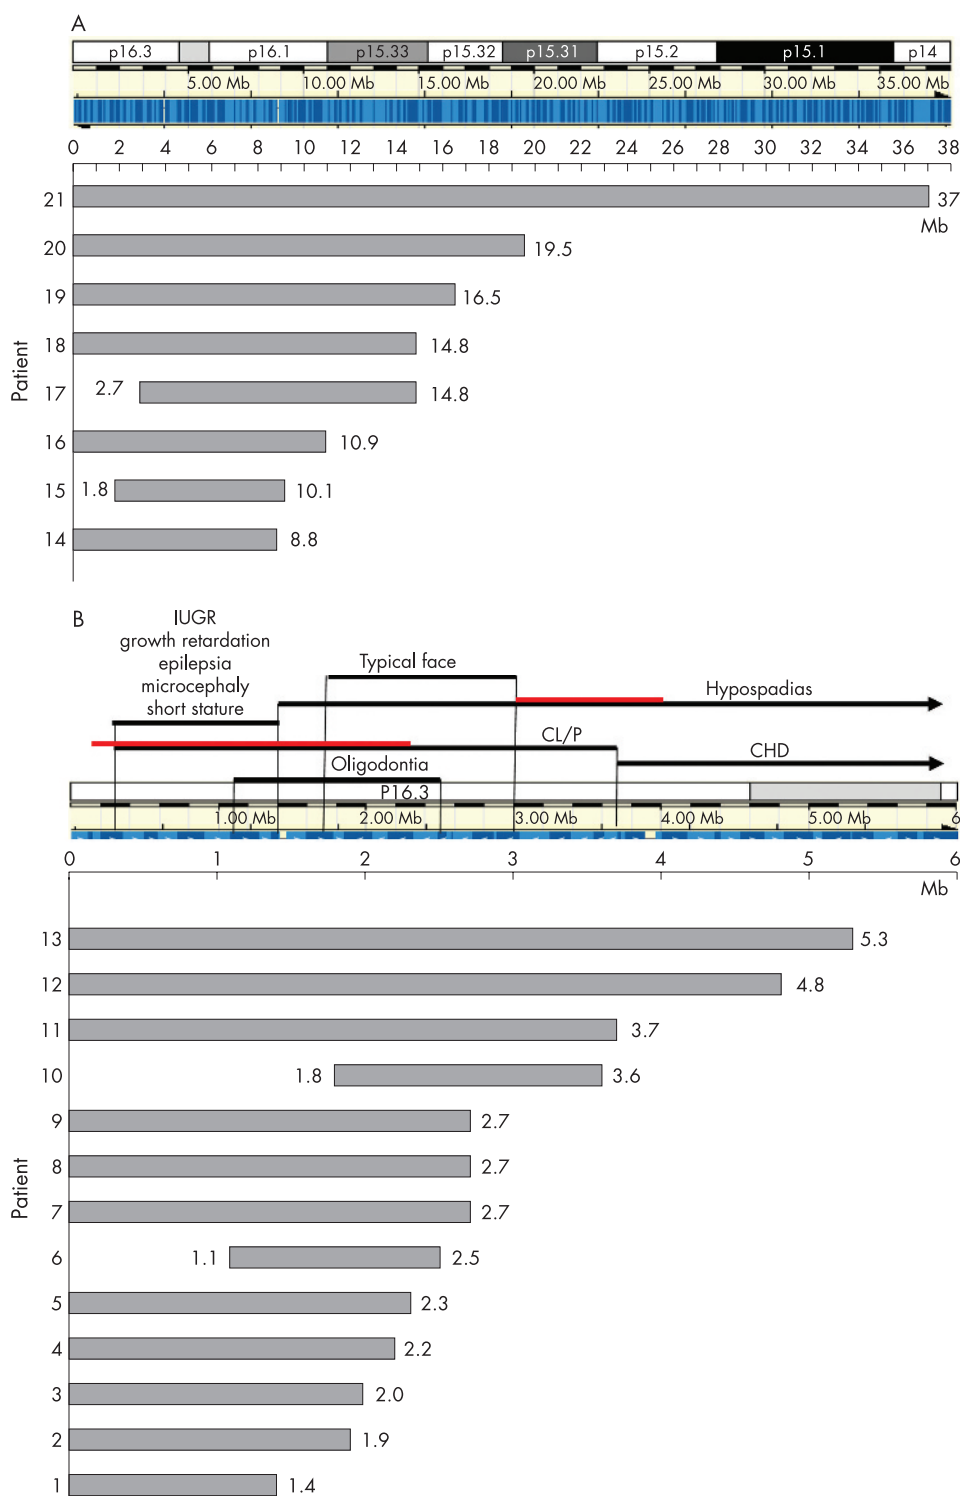 A
p16.3 p16.1 p15.33 p15.32 p15.31 p15.2 p15.1 p14
5.00 Mb 10.00 Mb 15.00 Mb 20.00 Mb 25.00 Mb 30.00 Mb 35.00 Mb
0 2 4 6 8 10 12 14 16 18 20 22 24 26 28 30 32 34 36 38
21 37
Mb
20 19.5
19 16.5
18 14.8
Patient
17 2.7 14.8
16 10.9
15 1.8 10.1
14 8.8
B
IUGR
growth retardation
epilepsia
microcephaly
short stature
Typical face
Hypospadias
CL/P
CHD
Oligodontia
P16.3
.00 Mb 2.00 Mb 3.00 Mb 4.00 Mb 5.00 Mb 6
0 1 2 3 4 5 6
Mb
13 5.3
12 4.8
11 3.7
10 1.8 3.6
9 2.7
8 2.7
Patient
7 2.7
6 1.1 2.5
5 2.3
4 2.2
3 2.0
2 1.9
1 1.4